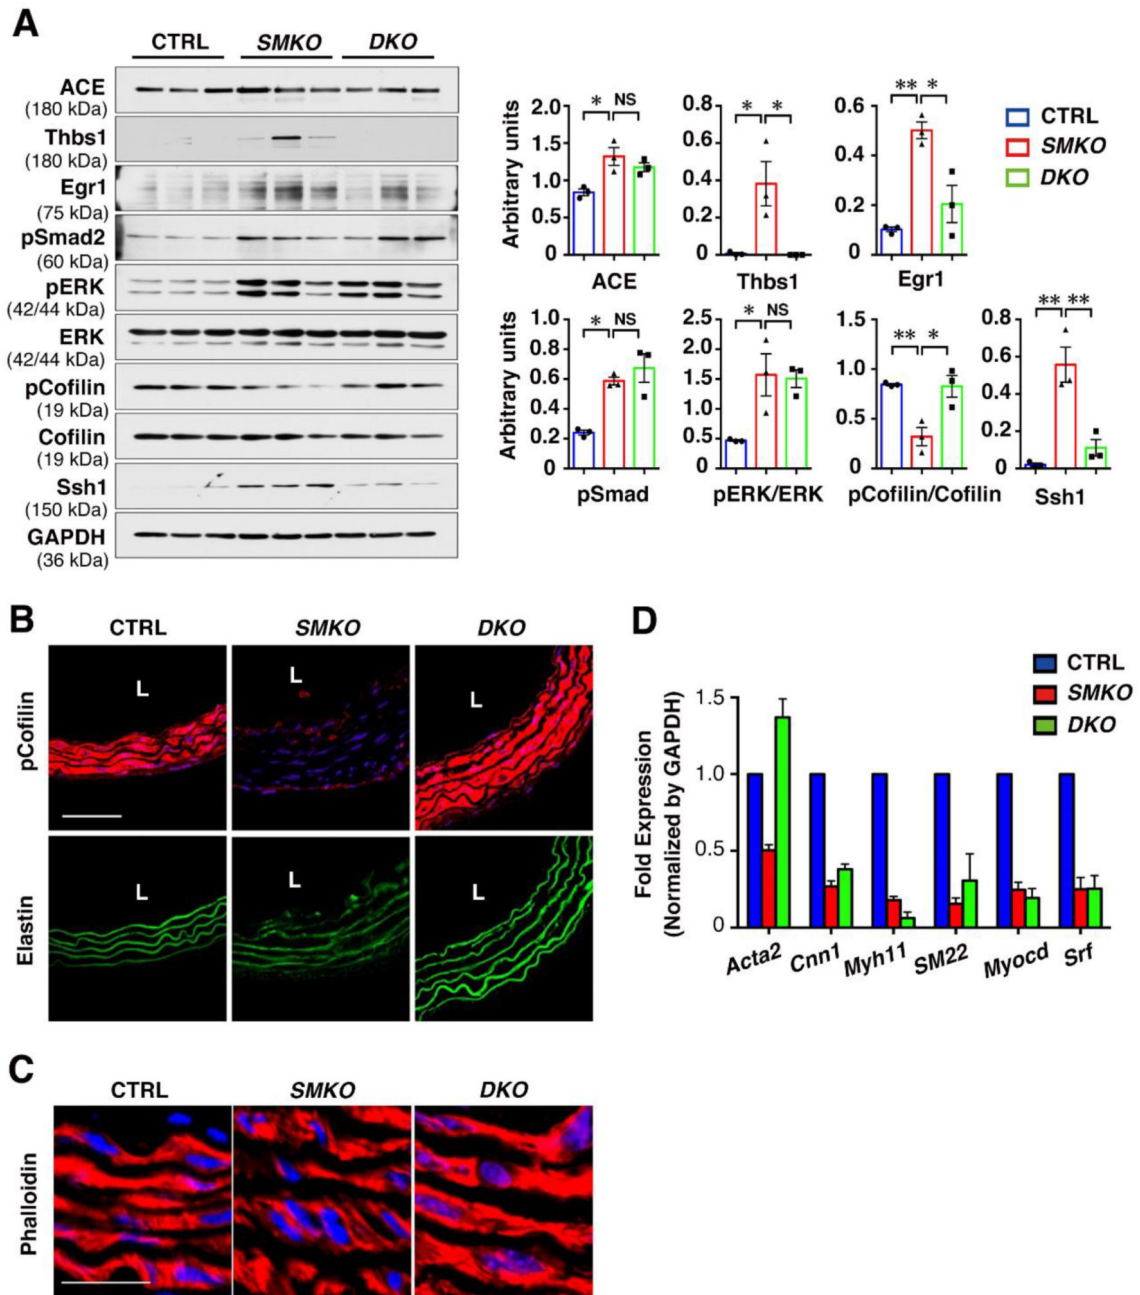 A
CTRL SMKO DKO
ACE
(180 kDa)
Thbs1
(180 kDa)
Egr1
(75 kDa)
pSmad2
(60 kDa)
pERK
(42/44 kDa)
ERK
(42/44 kDa)
pCofilin
(19 kDa)
Cofilin
(19 kDa)
Ssh1
(150 kDa)
GAPDH
(36 kDa)
Arbitrary units
2.0
1.5
1.0
0.5
0
* NS
ACE
0.8
0.6
0.4
0.2
0
* *
Thbs1
0.6
0.4
0.2
0
** *
Egr1
CTRL
SMKO
DKO
Arbitrary units
1.0
0.8
0.6
0.4
0.2
0
* NS
pSmad
2.5
2.0
1.5
1.0
0.5
0
* NS
pERK/ERK
1.5
1.0
0.5
0
** *
pCofilin/Cofilin
0.8
0.6
0.4
0.2
0
** **
Ssh1
B
CTRL SMKO DKO
pCofilin
L L L
Elastin
L L L
C
CTRL SMKO DKO
Phalloidin
D
CTRL
SMKO
DKO
Fold Expression
(Normalized by GAPDH)
1.5
1.0
0.5
0
Acta2 Cnn1 Myh11 SM22 Myocd Srf